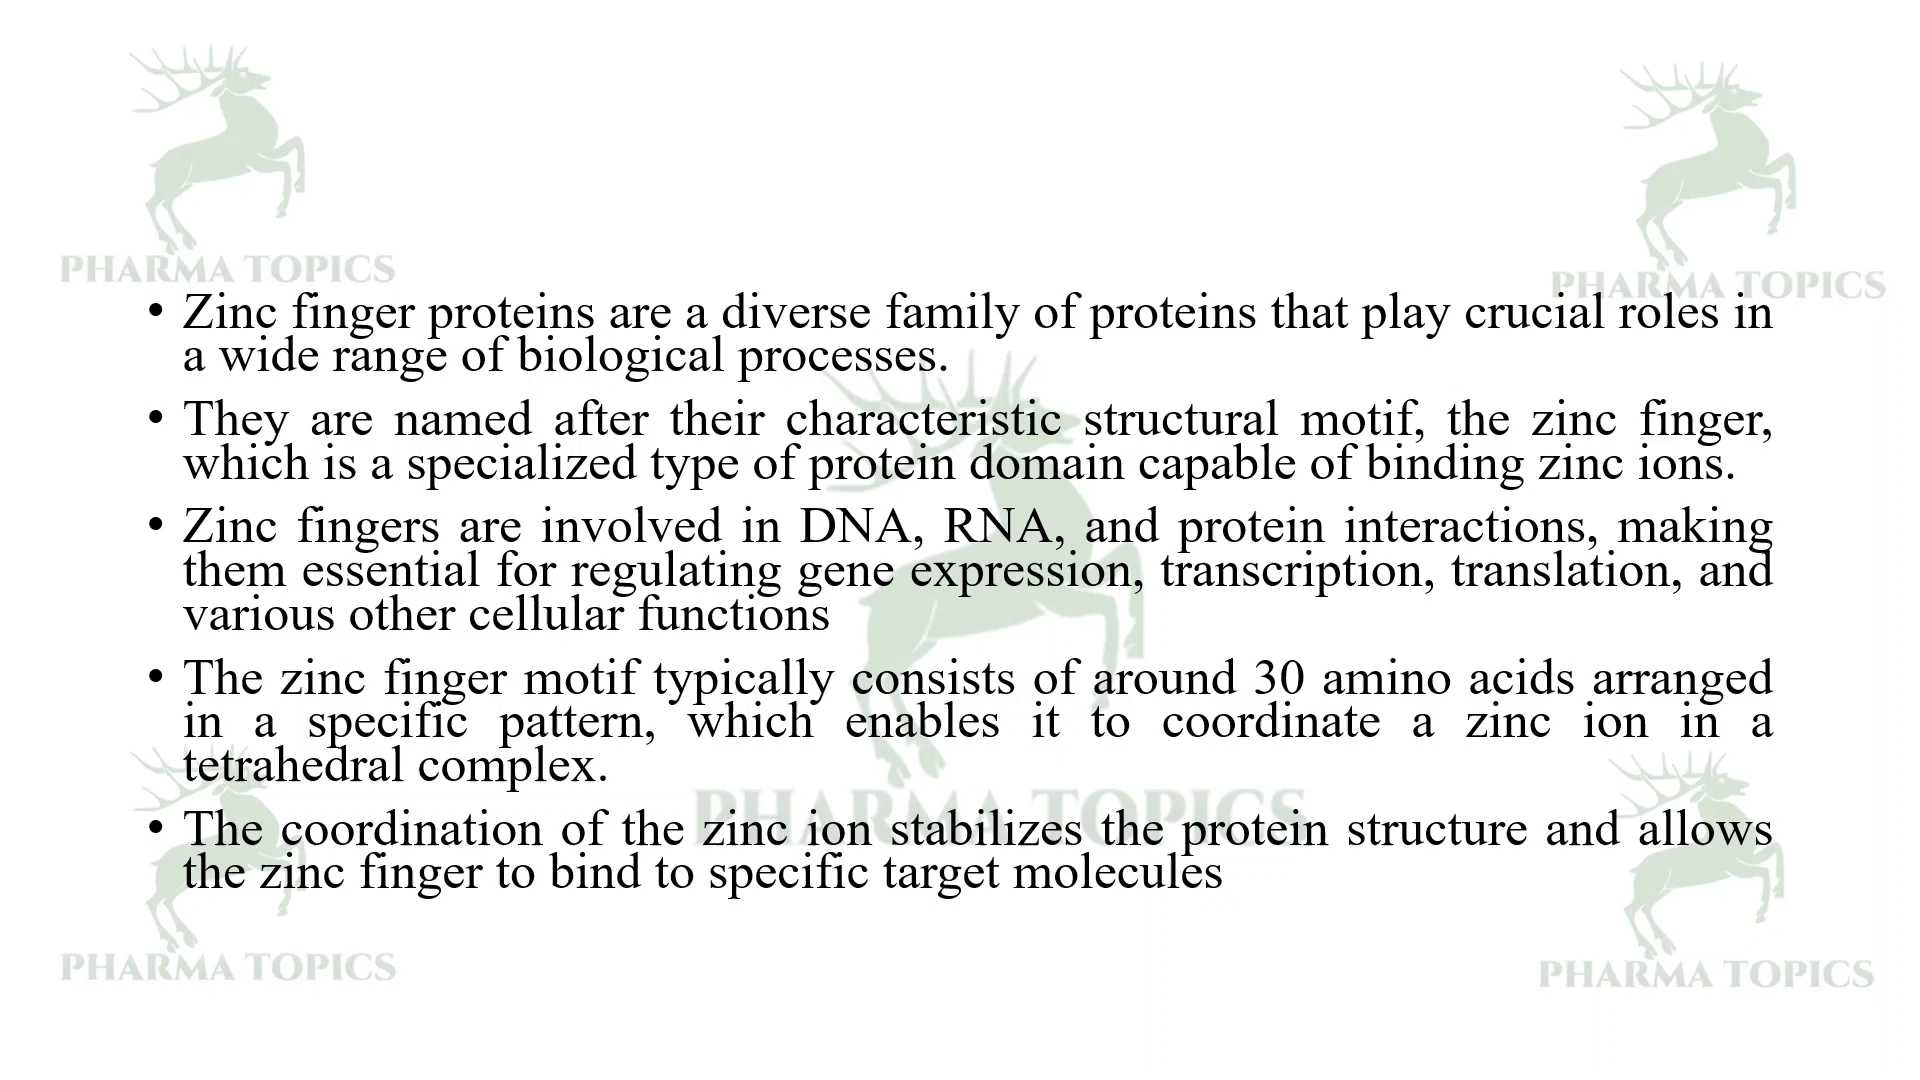 PHARMA TOPICS
PHARMA TOPICS
• Zinc finger proteins are a diverse family of proteins that play crucial roles in
a wide range of biological processes.
• They are named after their characteristic structural motif, the zinc finger,
which is a specialized type of protein domain capable of binding zinc ions.
• Zinc fingers are involved in DNA, RNA, and protein interactions, making
them essential for regulating gene expression, transcription, translation, and
various other cellular functions
• The zinc finger motif typically consists of around 30 amino acids arranged
in a specific pattern, which enables it to coordinate a zinc ion in a
tetrahedral complex.
PHARMA TOPICS
• The coordination of the zinc ion stabilizes the protein structure and allows
the zinc finger to bind to specific target molecules
PHARMA TOPICS
PHARMA TOPICS